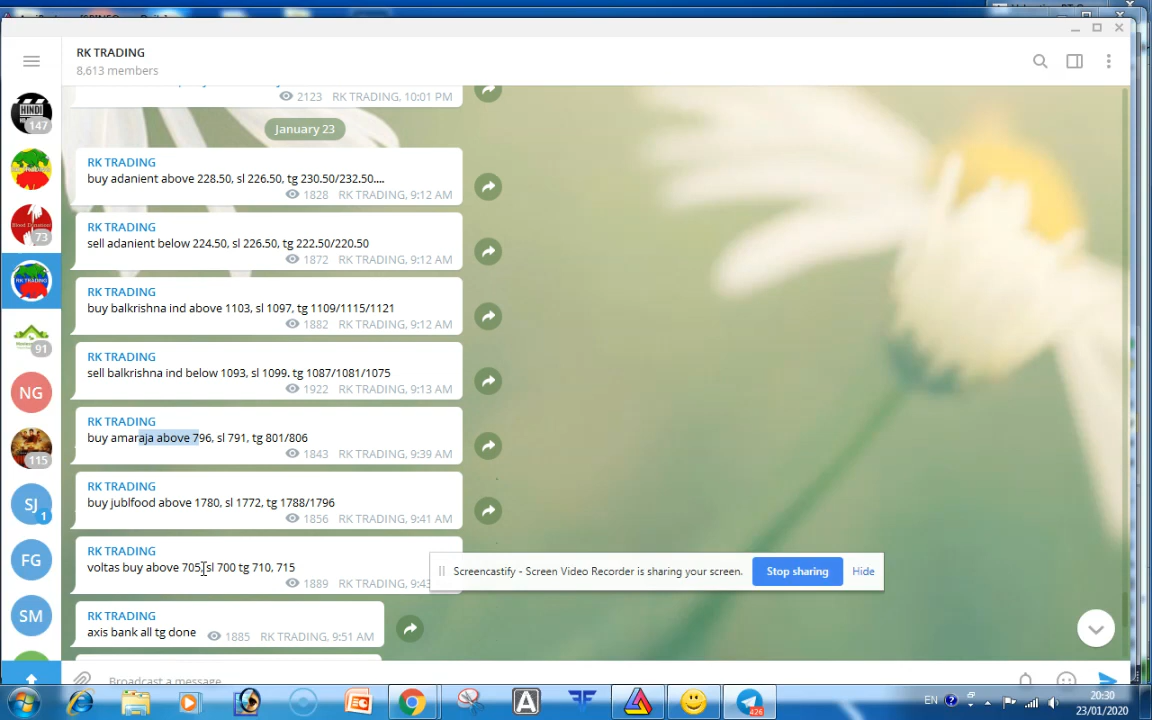 RK TRADING
8,613 members
2123 RK TRADING, 10:01 PM
January 23
RK TRADING
buy adanient above 228.50, sl 226.50, tg 230.50/232.50....
1828 RK TRADING, 9:12 AM
RK TRADING
sell adanient below 224.50, sl 226.50, tg 222.50/220.50
1872 RK TRADING, 9:12 AM
RK TRADING
buy balkrishna ind above 1103, sl 1097, tg 1109/1115/1121
1882 RK TRADING, 9:12 AM
RK TRADING
sell balkrishna ind below 1093, sl 1099. tg 1087/1081/1075
1922 RK TRADING, 9:13 AM
RK TRADING
buy amaraja above 796, sl 791, tg 801/806
1843 RK TRADING, 9:39 AM
RK TRADING
buy jublfood above 1780, sl 1772, tg 1788/1796
1856 RK TRADING, 9:41 AM
RK TRADING
voltas buy above 705, sl 700 tg 710, 715
1889 RK TRADING, 9:43
RK TRADING
axis bank all tg done
1885 RK TRADING, 9:51 AM
Broadcast a message
Screencastify - Screen Video Recorder is sharing your screen.
Stop sharing
Hide
HINDI
147
73
RK TRADING
91
NG
115
SJ
1
FG
SM
426
EN
20:30
23/01/2020